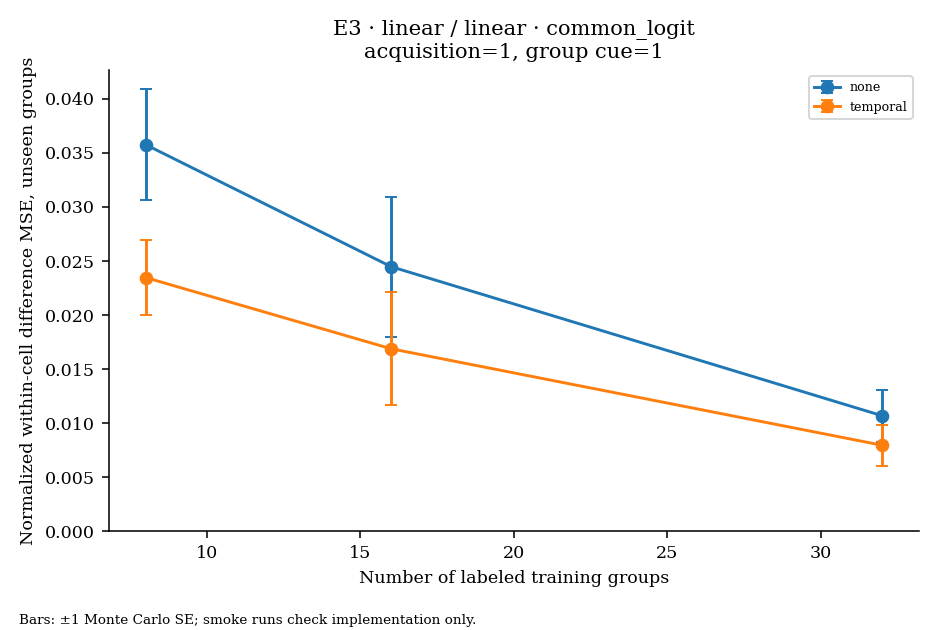 E3 · linear / linear · common_logit
acquisition=1, group cue=1
none
temporal
Normalized within-cell difference MSE, unseen groups
0.040
0.035
0.030
0.025
0.020
0.015
0.010
0.005
0.000
10
15
20
25
30
Number of labeled training groups
Bars: ±1 Monte Carlo SE; smoke runs check implementation only.